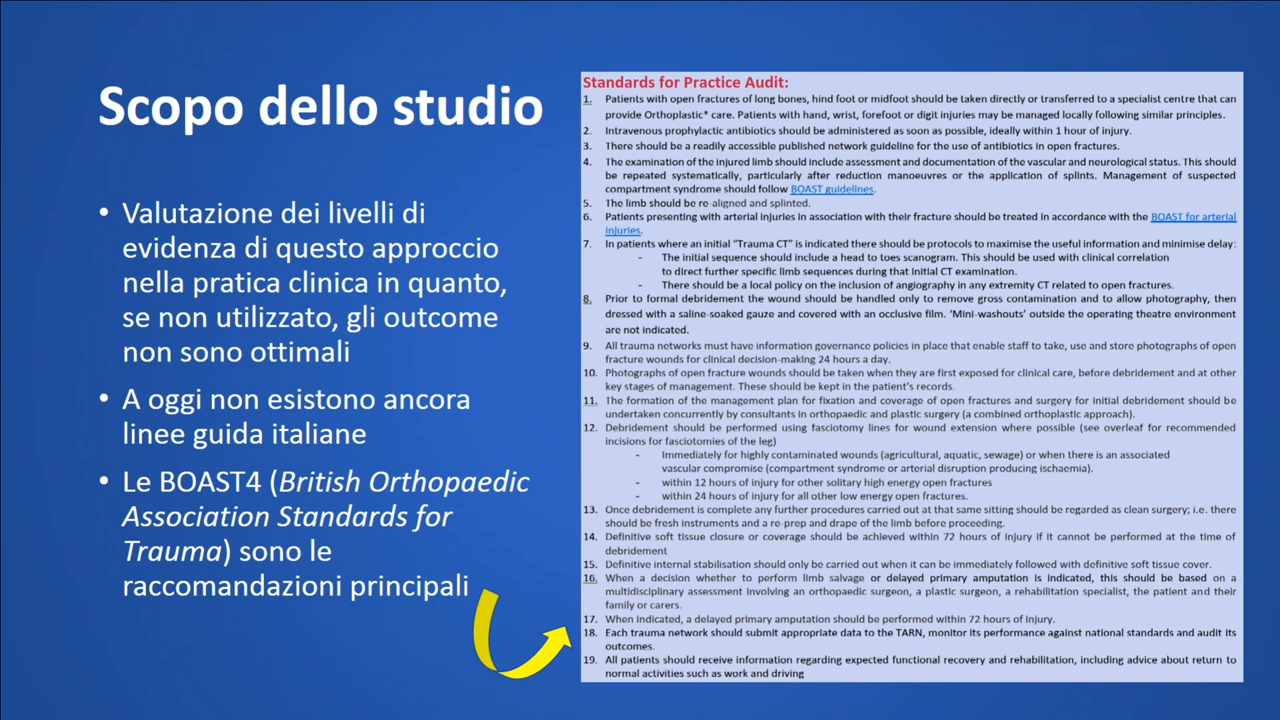 Scopo dello studio
• Valutazione dei livelli di
evidenza di questo approccio
nella pratica clinica in quanto,
se non utilizzato, gli outcome
non sono ottimali
• A oggi non esistono ancora
linee guida italiane
• Le BOAST4 (British Orthopaedic
Association Standards for
Trauma) sono le
raccomandazioni principali
Standards for Practice Audit:
1. Patients with open fractures of long bones, hind foot or midfoot should be taken directly or transferred to a specialist centre that can
provide Orthoplastic* care. Patients with hand, wrist, forefoot or digit injuries may be managed locally following similar principles.
2. Intravenous prophylactic antibiotics should be administered as soon as possible, ideally within 1 hour of injury.
3. There should be a readily accessible published network guideline for the use of antibiotics in open fractures.
4. The examination of the injured limb should include assessment and documentation of the vascular and neurological status. This should
be repeated systematically, particularly after reduction manoeuvres or the application of splints. Management of suspected
compartment syndrome should follow BOAST guidelines.
5. The limb should be re-aligned and splinted.
6. Patients presenting with arterial injuries in association with their fracture should be treated in accordance with the BOAST for arterial
injuries.
7. In patients where an initial "Trauma CT" is indicated there should be protocols to maximise the useful information and minimise delay:
- The initial sequence should include a head to toes scanogram. This should be used with clinical correlation
to direct further specific limb sequences during that initial CT examination.
- There should be a local policy on the inclusion of angiography in any extremity CT related to open fractures.
8. Prior to formal debridement the wound should be handled only to remove gross contamination and to allow photography, then
dressed with a saline-soaked gauze and covered with an occlusive film. 'Mini-washouts' outside the operating theatre environment
are not indicated.
9. All trauma networks must have information governance policies in place that enable staff to take, use and store photographs of open
fracture wounds for clinical decision-making 24 hours a day.
10. Photographs of open fracture wounds should be taken when they are first exposed for clinical care, before debridement and at other
key stages of management. These should be kept in the patient's records.
11. The formation of the management plan for fixation and coverage of open fractures and surgery for initial debridement should be
undertaken concurrently by consultants in orthopaedic and plastic surgery (a combined orthoplastic approach).
12. Debridement should be performed using fasciotomy lines for wound extension where possible (see overleaf for recommended
incisions for fasciotomies of the leg)
- Immediately for highly contaminated wounds (agricultural, aquatic, sewage) or when there is an associated
vascular compromise (compartment syndrome or arterial disruption producing ischaemia).
- within 12 hours of injury for other solitary high energy open fractures
- within 24 hours of injury for all other low energy open fractures.
13. Once debridement is complete any further procedures carried out at that same sitting should be regarded as clean surgery; i.e. there
should be fresh instruments and a re-prep and drape of the limb before proceeding.
14. Definitive soft tissue closure or coverage should be achieved within 72 hours of injury if it cannot be performed at the time of
debridement
15. Definitive internal stabilisation should only be carried out when it can be immediately followed with definitive soft tissue cover.
16. When a decision whether to perform limb salvage or delayed primary amputation is indicated, this should be based on a
multidisciplinary assessment involving an orthopaedic surgeon, a plastic surgeon, a rehabilitation specialist, the patient and their
family or carers.
17. When indicated, a delayed primary amputation should be performed within 72 hours of injury.
18. Each trauma network should submit appropriate data to the TARN, monitor its performance against national standards and audit its
outcomes.
19. All patients should receive information regarding expected functional recovery and rehabilitation, including advice about return to
normal activities such as work and driving